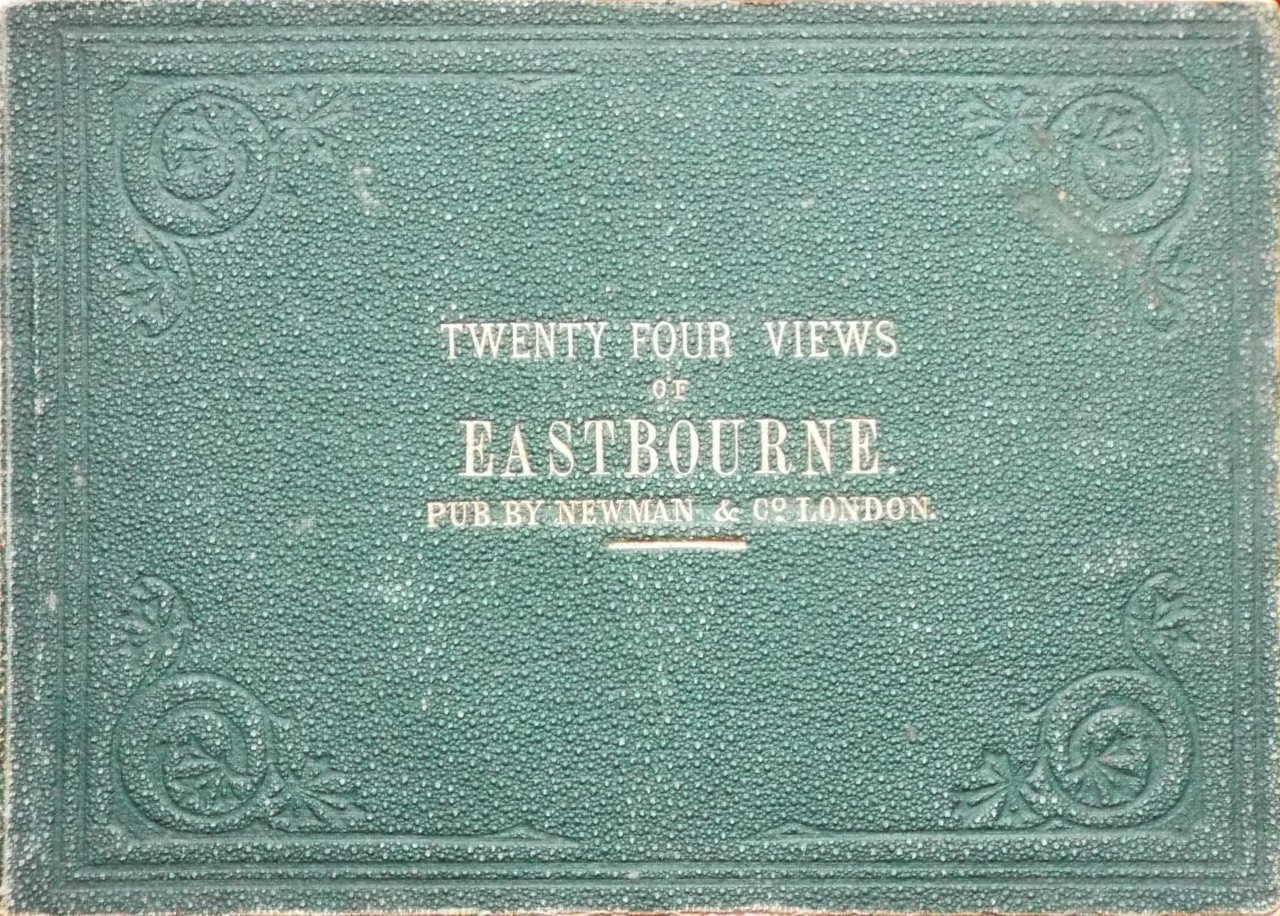 TWENTY FOUR VIEWS
OF
EASTBOURNE.
PUB. BY NEWMAN & Cº LONDON.